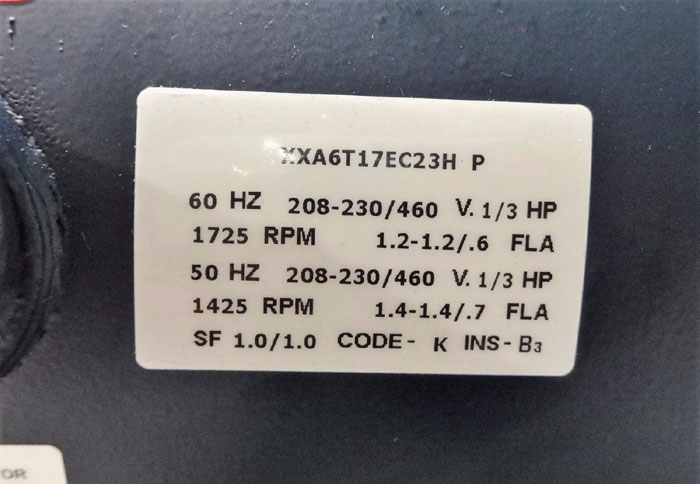 XXA6T17EC23H P
60 HZ 208-230/460 V. 1/3 HP
1725 RPM 1.2-1.2/.6 FLA
50 HZ 208-230/460 V. 1/3 HP
1425 RPM 1.4-1.4/.7 FLA
SF 1.0/1.0 CODE- K INS- B3
OR